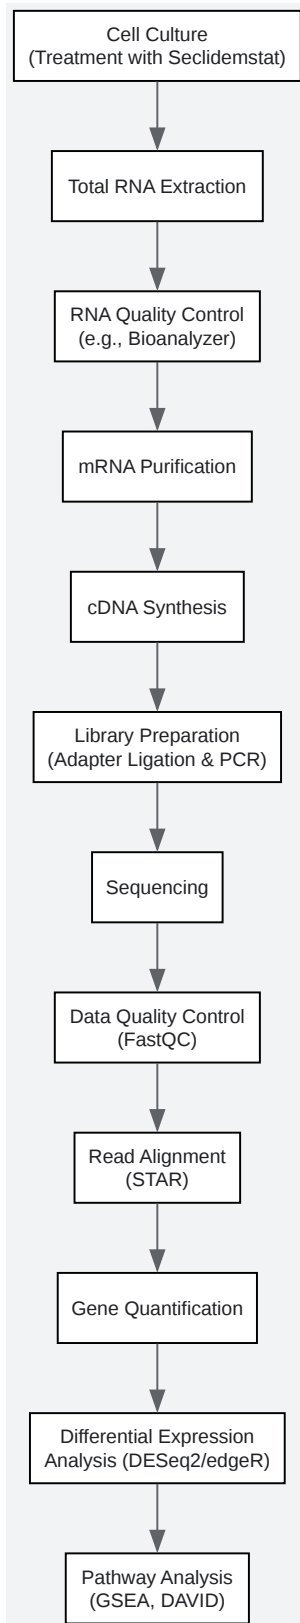 Cell Culture
(Treatment with Seclidemstat)
Total RNA Extraction
RNA Quality Control
(e.g., Bioanalyzer)
mRNA Purification
cDNA Synthesis
Library Preparation
(Adapter Ligation & PCR)
Sequencing
Data Quality Control
(FastQC)
Read Alignment
(STAR)
Gene Quantification
Differential Expression
Analysis (DESeq2/edgeR)
Pathway Analysis
(GSEA, DAVID)